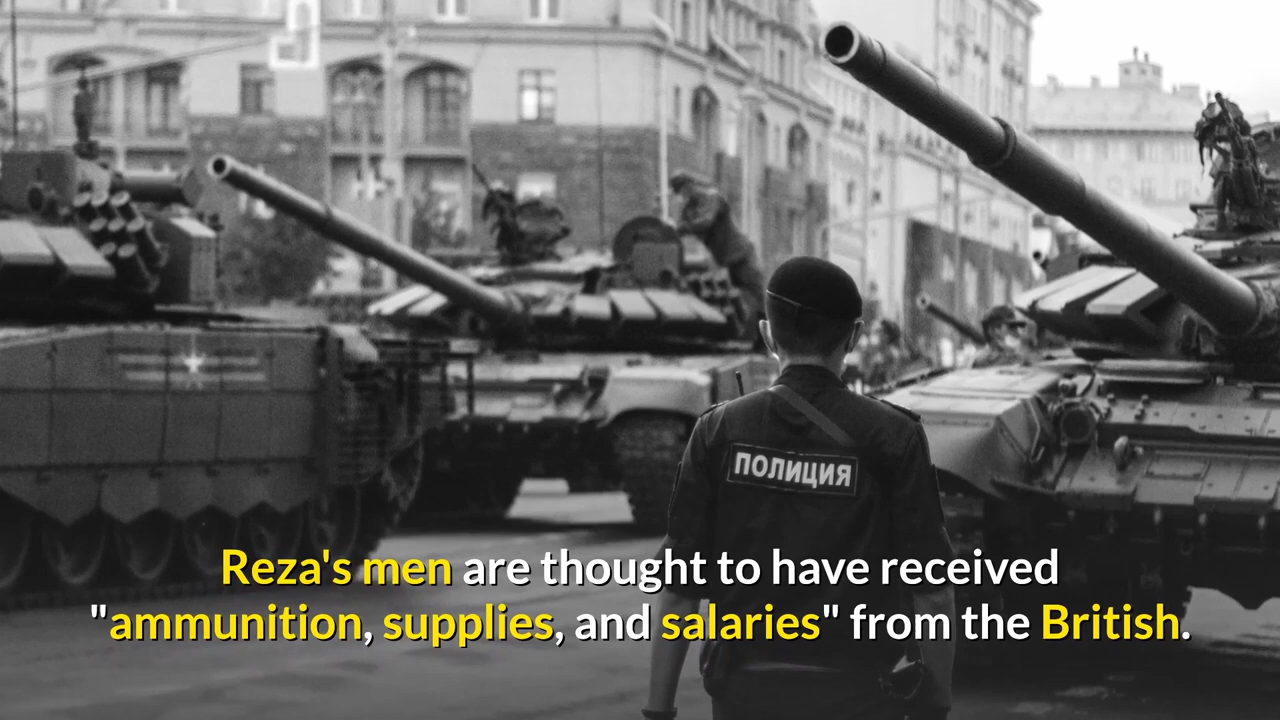 ПОЛИЦИЯ
Reza's men are thought to have received
"ammunition, supplies, and salaries" from the British.